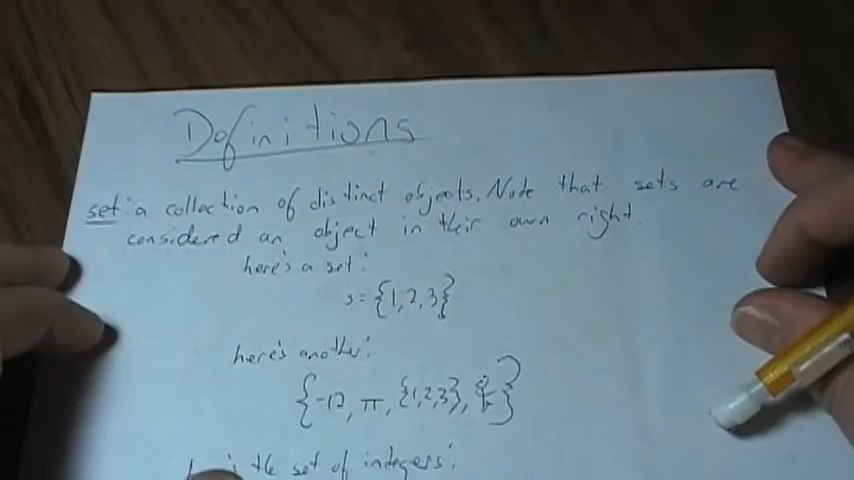 Definitions
set: a collection of distinct objects. Note that sets are
considered an object in their own right.
here's a set:
s = {1, 2, 3}
here's another:
{-12, π, {1,2,3}, }
the set of integers: